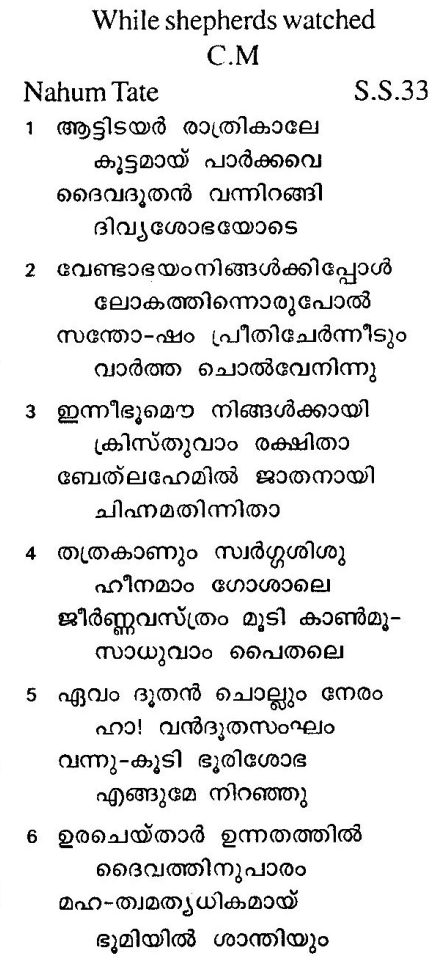 While shepherds watched
C.M
Nahum Tate S.S.33
1 ആട്ടിടയർ രാത്രികാലേ
കൂട്ടമായ് പാർക്കവെ
ദൈവദൂതൻ വന്നിറങ്ങി
ദിവ്യശോഭയോടെ
2 വേണ്ടാഭയംനിങ്ങൾക്കിപ്പോൾ
ലോകത്തിന്നൊരുപോൽ
സന്തോ-ഷം പ്രീതിചേർന്നീടും
വാർത്ത ചൊൽവേനിന്നു
3 ഇന്നീഭൂമൌ നിങ്ങൾക്കായി
ക്രിസ്തുവാം രക്ഷിതാ
ബേത്‌ലഹേമിൽ ജാതനായി
ചിഹ്നമതിന്നിതാ
4 തത്രകാണും സ്വർഗ്ഗശിശു
ഹീനമാം ഗോശാലെ
ജീർണ്ണവസ്ത്രം മൂടി കാൺമൂ-
സാധുവാം പൈതലെ
5 ഏവം ദൂതൻ ചൊല്ലും നേരം
ഹാ! വൻദൂതസംഘം
വന്നു-കൂടി ഭൂരിശോഭ
എങ്ങുമേ നിറഞ്ഞു
6 ഉരചെയ്താർ ഉന്നതത്തിൽ
ദൈവത്തിനുപാരം
മഹ-ത്വമത്യധികമായ്
ഭൂമിയിൽ ശാന്തിയും